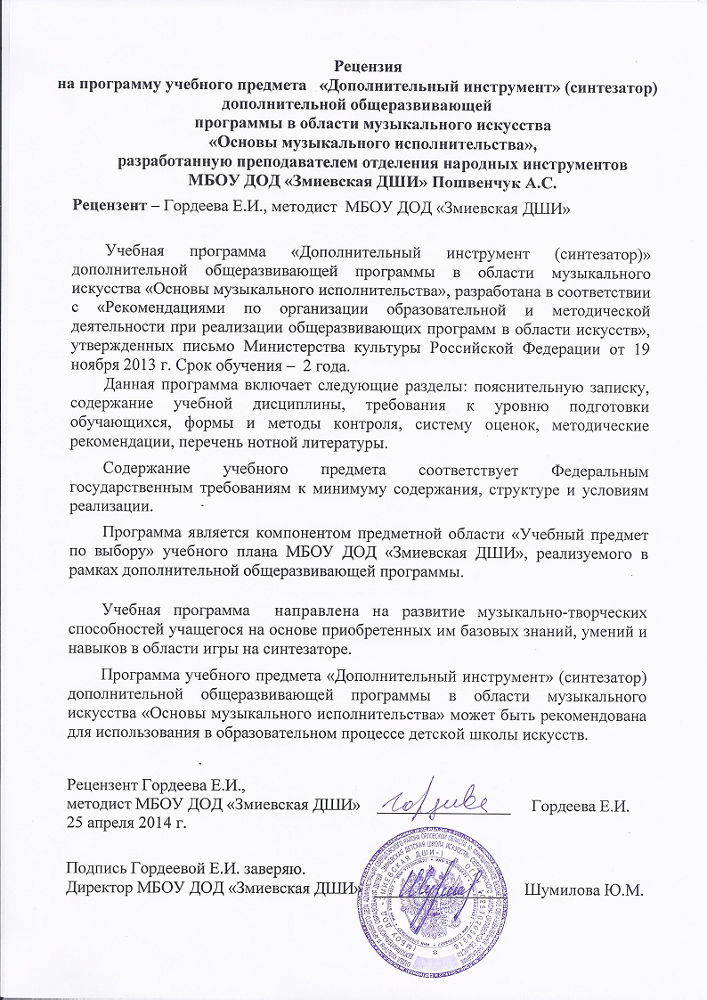 Рецензия
на программу учебного предмета «Дополнительный инструмент» (синтезатор)
дополнительной общеразвивающей
программы в области музыкального искусства
«Основы музыкального исполнительства»,
разработанную преподавателем отделения народных инструментов
МБОУ ДОД «Змиевская ДШИ» Пошвенчук А.С.
Рецензент – Гордеева Е.И., методист МБОУ ДОД «Змиевская ДШИ»
Учебная программа «Дополнительный инструмент (синтезатор)»
дополнительной общеразвивающей программы в области музыкального
искусства «Основы музыкального исполнительства», разработана в соответствии
с «Рекомендациями по организации образовательной и методической
деятельности при реализации общеразвивающих программ в области искусств»,
утвержденных письмо Министерства культуры Российской Федерации от 19
ноября 2013 г. Срок обучения – 2 года.
Данная программа включает следующие разделы: пояснительную записку,
содержание учебной дисциплины, требования к уровню подготовки
обучающихся, формы и методы контроля, систему оценок, методические
рекомендации, перечень нотной литературы.
Содержание учебного предмета соответствует Федеральным
государственным требованиям к минимуму содержания, структуре и условиям
реализации.
Программа является компонентом предметной области «Учебный предмет
по выбору» учебного плана МБОУ ДОД «Змиевская ДШИ», реализуемого в
рамках дополнительной общеразвивающей программы.
Учебная программа направлена на развитие музыкально-творческих
способностей учащегося на основе приобретенных им базовых знаний, умений и
навыков в области игры на синтезаторе.
Программа учебного предмета «Дополнительный инструмент» (синтезатор)
дополнительной общеразвивающей программы в области музыкального
искусства «Основы музыкального исполнительства» может быть рекомендована
для использования в образовательном процессе детской школы искусств.
Рецензент Гордеева Е.И.,
методист МБОУ ДОД «Змиевская ДШИ» Гордеева Е.И.
25 апреля 2014 г.
Подпись Гордеевой Е.И. заверяю.
Директор МБОУ ДОД «Змиевская ДШИ» Шумилова Ю.М.
(МБОУ ДОД «ЗМИЕВСКАЯ ДШИ»)